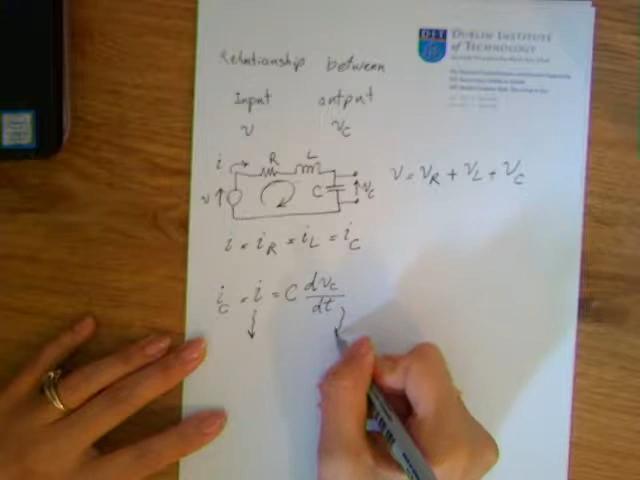 DIT
DUBLIN INSTITUTE
of TECHNOLOGY
Relationship between
Input output
v v_C
i R L
v C v_C
v = v_R + v_L + v_C
i = i_R = i_L = i_C
i_C = i = C dv_C/dt